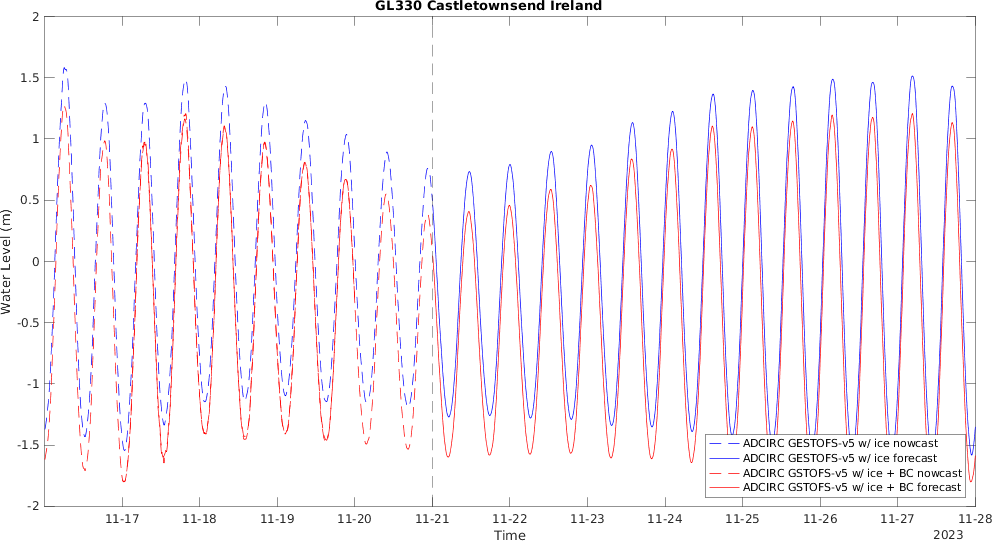 GL330 Castletownsend Ireland
2
1.5
1
0.5
0
-0.5
-1
-1.5
-2
Water Level (m)
ADCIRC GESTOFS-v5 w/ ice nowcast
ADCIRC GESTOFS-v5 w/ ice forecast
ADCIRC GSTOFS-v5 w/ ice + BC nowcast
ADCIRC GSTOFS-v5 w/ ice + BC forecast
11-17 11-18 11-19 11-20 11-21 11-22 11-23 11-24 11-25 11-26 11-27 11-28
Time
2023